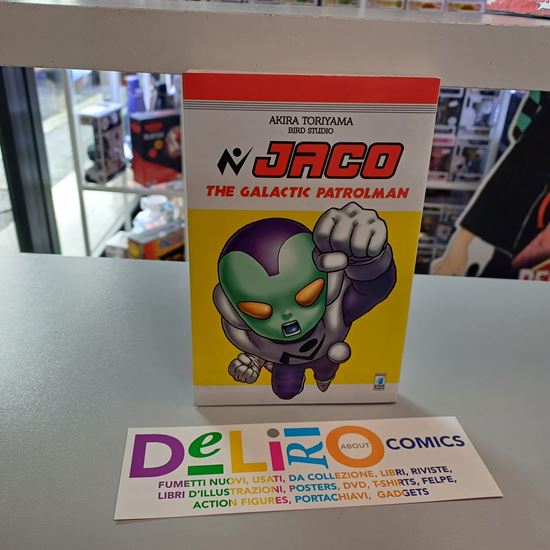 AKIRA TORIYAMA
BIRD STUDIO
JACO
THE GALACTIC PATROLMAN
STAR
DeLiRiO ABOUT COMICS
FUMETTI NUOVI, USATI, DA COLLEZIONE, LIBRI, RIVISTE,
LIBRI D'ILLUSTRAZIONI, POSTERS, DVD, T-SHIRTS, FELPE,
ACTION FIGURES, PORTACHIAVI, GADGETS